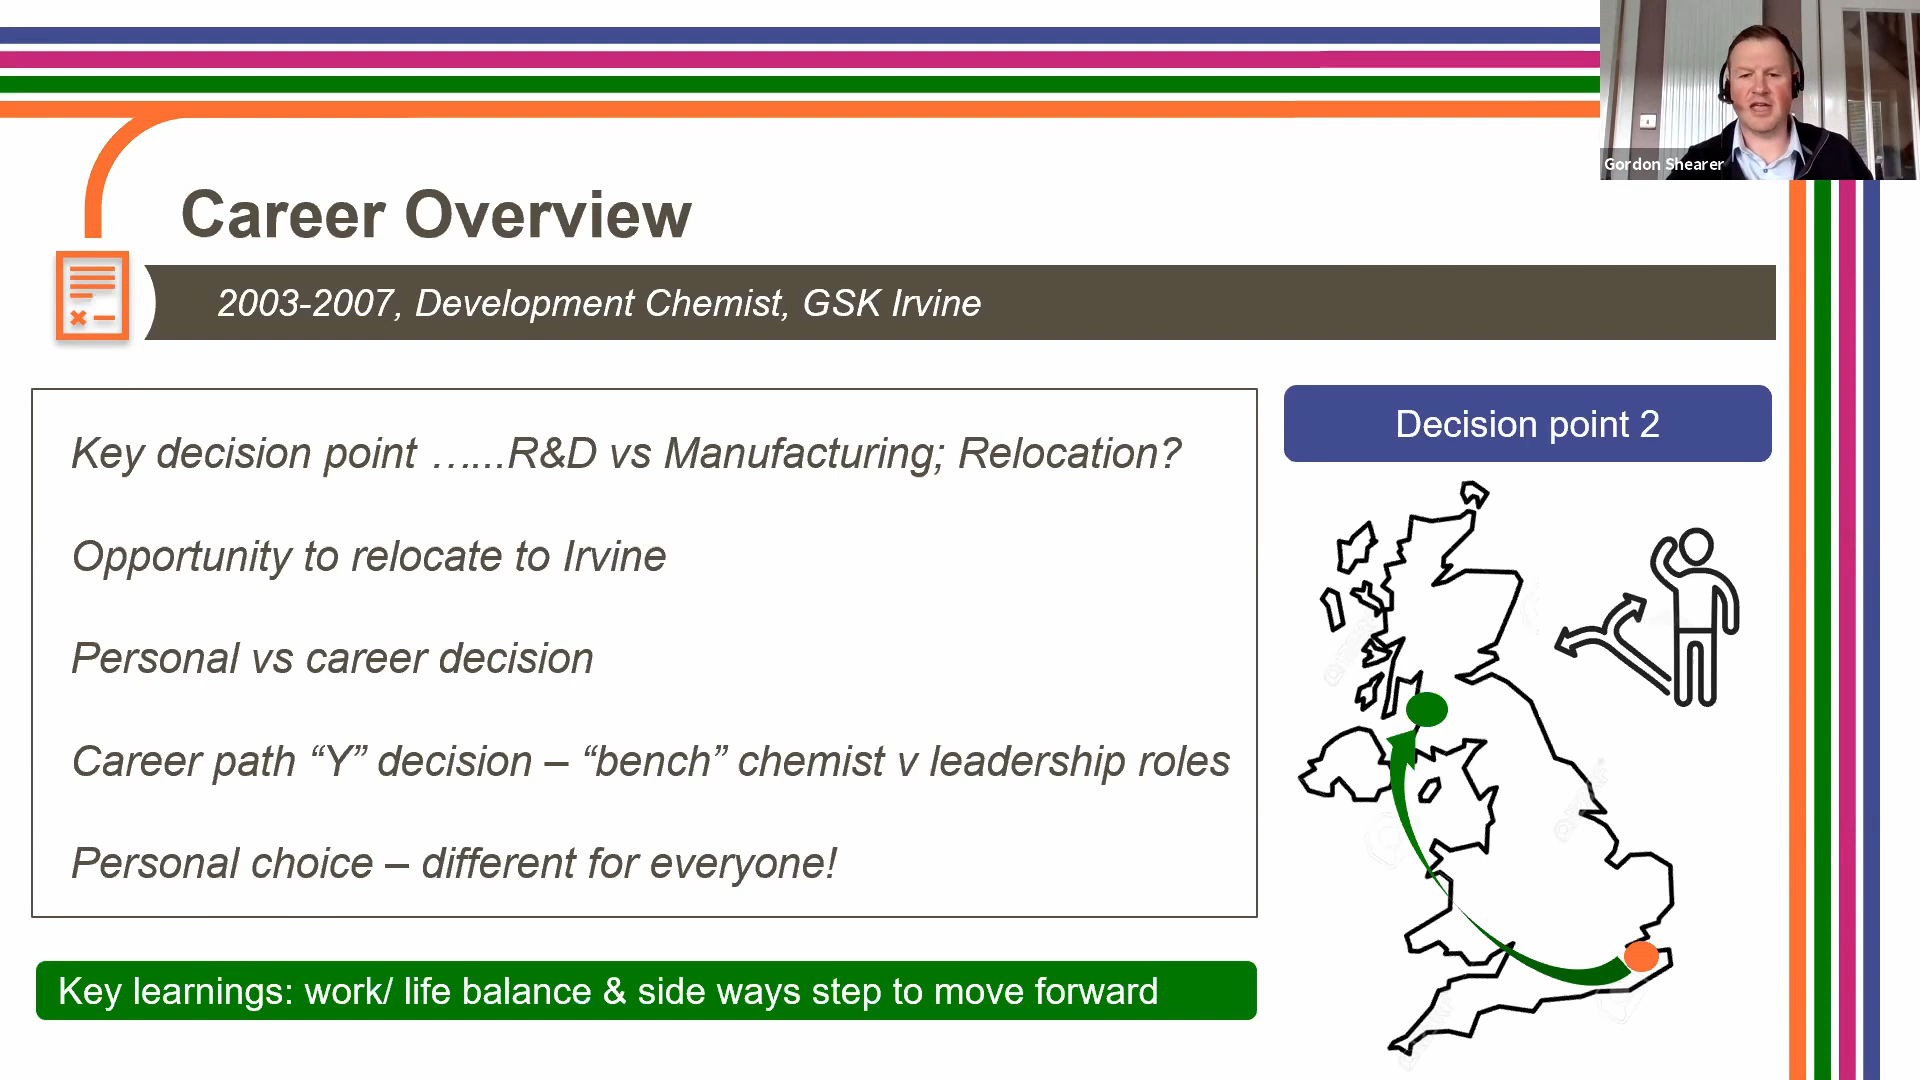 Gordon Shearer
Career Overview
2003-2007, Development Chemist, GSK Irvine
Key decision point …...R&D vs Manufacturing; Relocation?
Opportunity to relocate to Irvine
Personal vs career decision
Career path “Y” decision – “bench” chemist v leadership roles
Personal choice – different for everyone!
Key learnings: work/ life balance & side ways step to move forward
Decision point 2